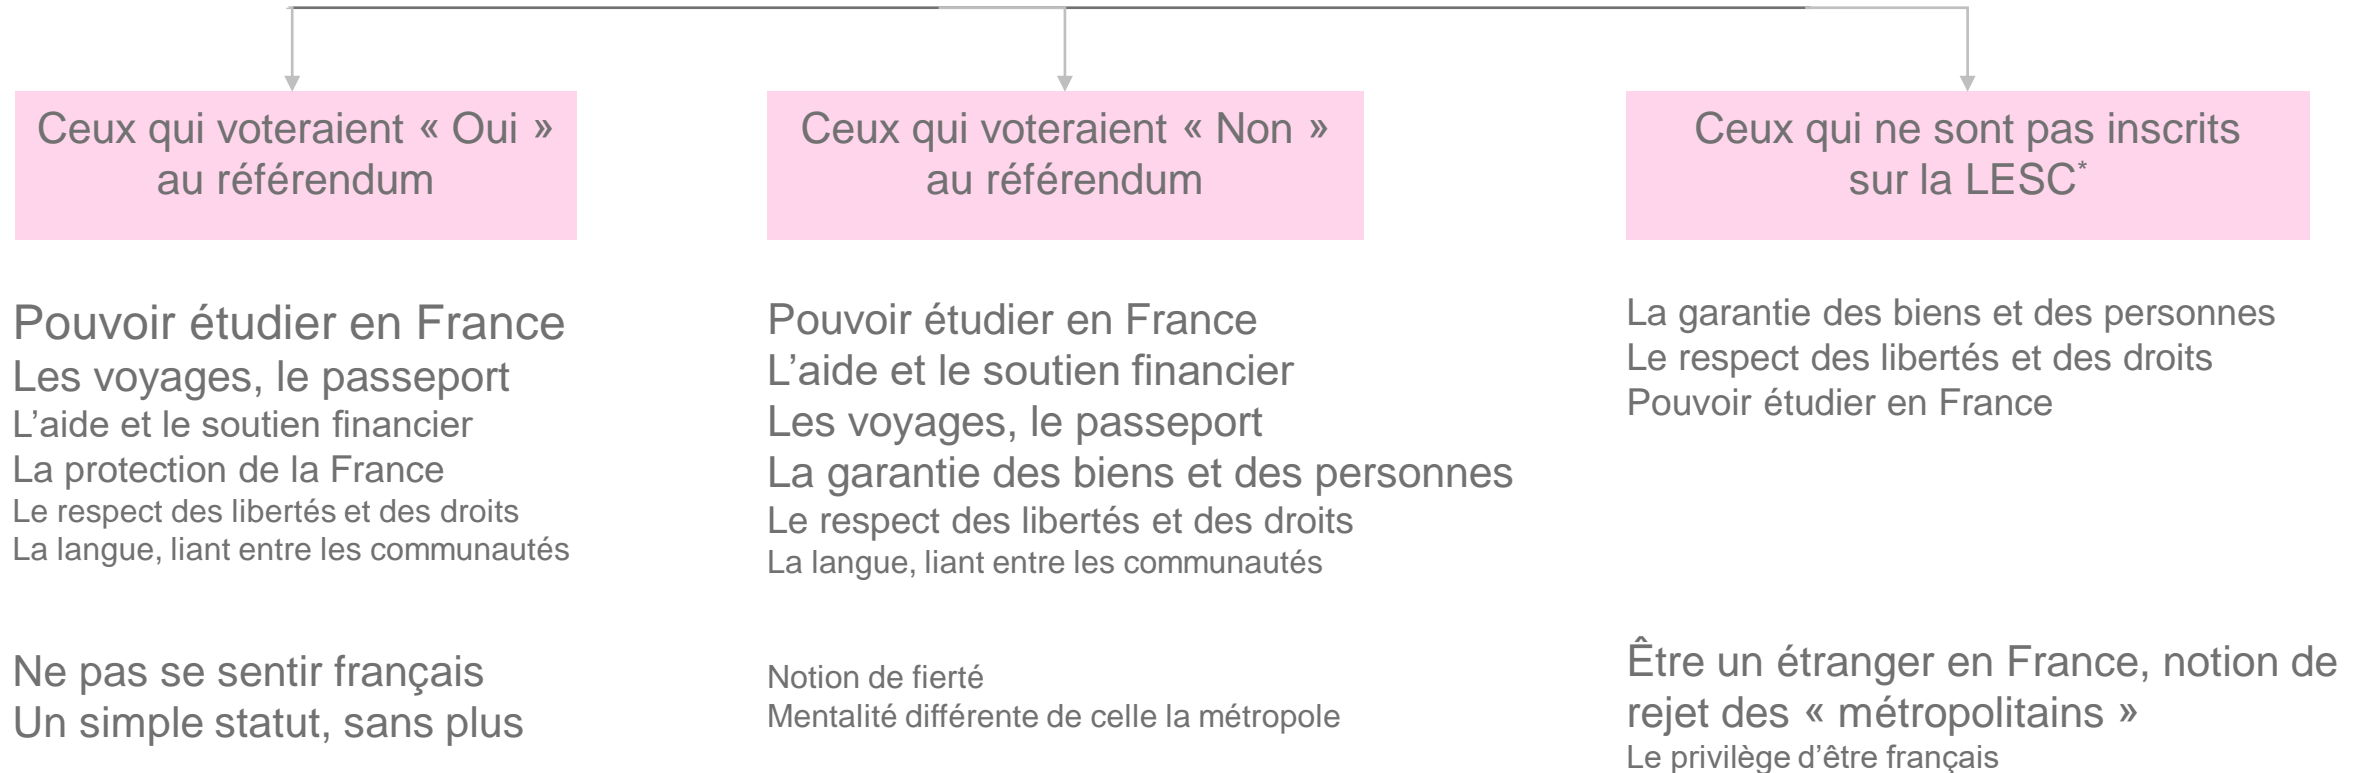 Ceux qui voteraient « Oui »
au référendum
Pouvoir étudier en France
Les voyages, le passeport
L’aide et le soutien financier
La protection de la France
Le respect des libertés et des droits
La langue, liant entre les communautés
Ne pas se sentir français
Un simple statut, sans plus
Ceux qui voteraient « Non »
au référendum
Pouvoir étudier en France
L’aide et le soutien financier
Les voyages, le passeport
La garantie des biens et des personnes
Le respect des libertés et des droits
La langue, liant entre les communautés
Notion de fierté
Mentalité différente de celle la métropole
Ceux qui ne sont pas inscrits
sur la LESC*
La garantie des biens et des personnes
Le respect des libertés et des droits
Pouvoir étudier en France
Être un étranger en France, notion de
rejet des « métropolitains »
Le privilège d’être français